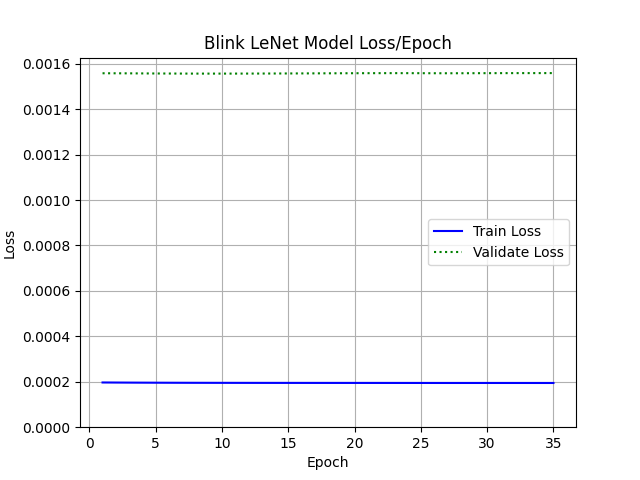 Blink LeNet Model Loss/Epoch
0.0016
0.0014
0.0012
0.0010
0.0008
0.0006
0.0004
0.0002
0.0000
Loss
Train Loss
Validate Loss
0 5 10 15 20 25 30 35
Epoch